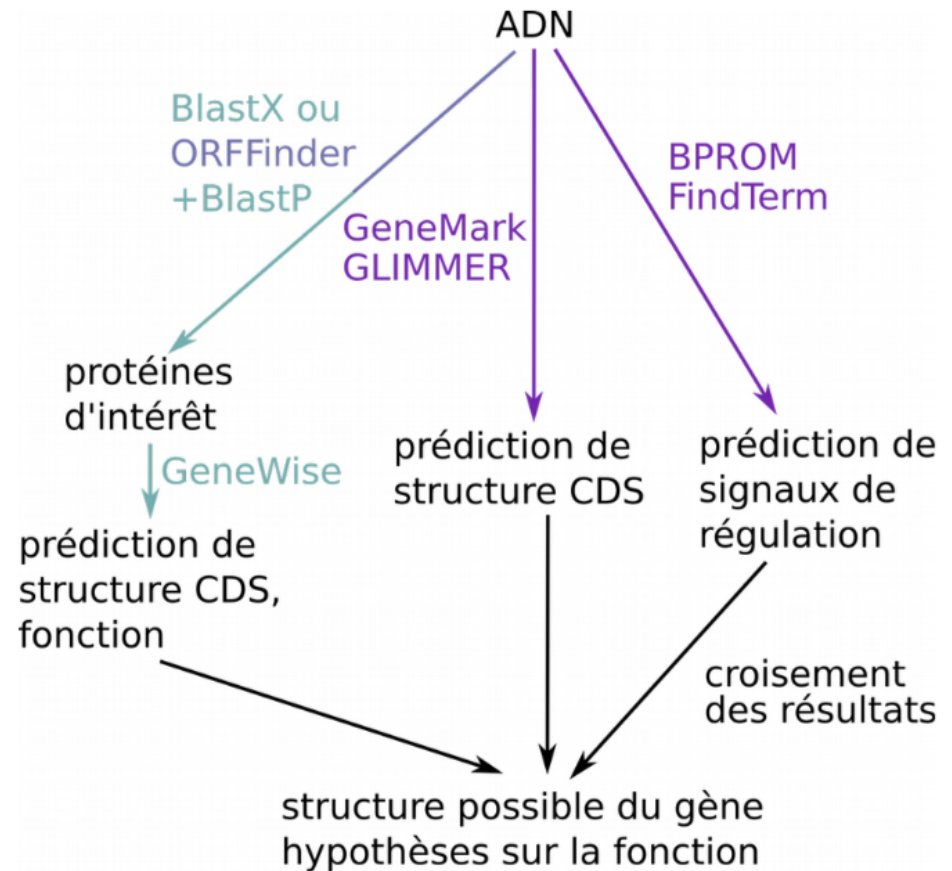 ADN
BlastX ou
ORFFinder
+BlastP
GeneMark
GLIMMER
BPROM
FindTerm
protéines
d'intérêt
GeneWise
prédiction de
structure CDS,
fonction
prédiction de
structure CDS
prédiction de
signaux de
régulation
croisement
des résultats
structure possible du gène
hypothèses sur la fonction